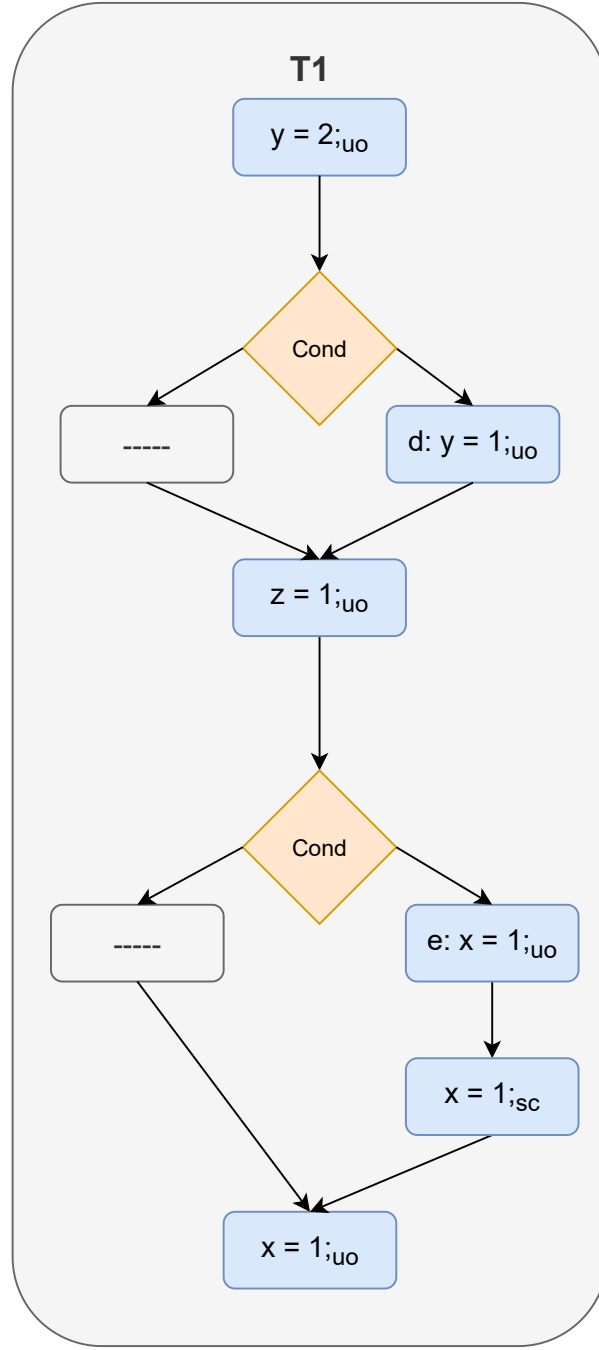 T1
y = 2;uo
Cond
-----
d: y = 1;uo
z = 1;uo
Cond
-----
e: x = 1;uo
x = 1;sc
x = 1;uo